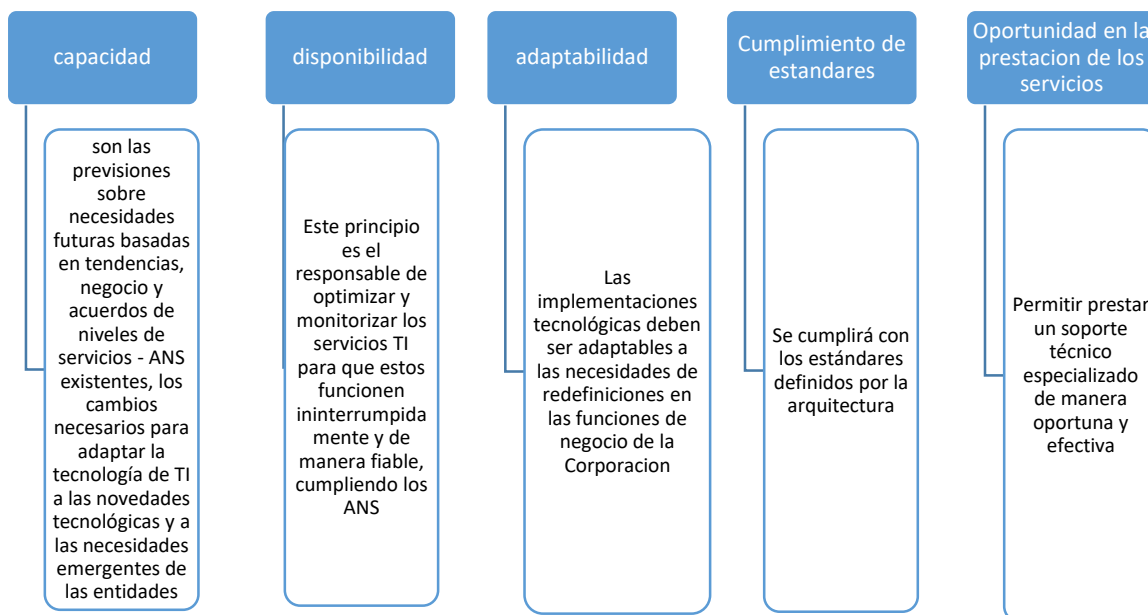 capacidad
son las
previsiones
sobre
necesidades
futuras basadas
en tendencias,
negocio y
acuerdos de
niveles de
servicios - ANS
existentes, los
cambios
necesarios para
adaptar la
tecnología de TI
a las novedades
tecnológicas y a
las necesidades
emergentes de
las entidades
disponibilidad
Este principio
es el
responsable de
optimizar y
monitorizar los
servicios TI
para que estos
funcionen
ininterrumpida
mente y de
manera fiable,
cumpliendo los
ANS
adaptabilidad
Las
implementaciones
tecnológicas deben
ser adaptables a
las necesidades de
redefiniciones en
las funciones de
negocio de la
Corporacion
Cumplimiento de
estandares
Se cumplirá con
los estándares
definidos por la
arquitectura
Oportunidad en la
prestacion de los
servicios
Permitir prestar
un soporte
técnico
especializado
de manera
oportuna y
efectiva